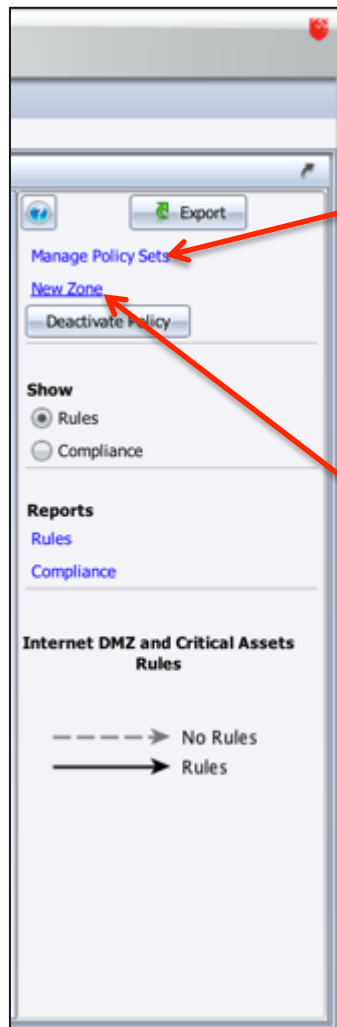 Export
Manage Policy Sets
New Zone
Deactivate Policy
Show
Rules
Compliance
Reports
Rules
Compliance
Internet DMZ and Critical Assets
Rules
No Rules
Rules